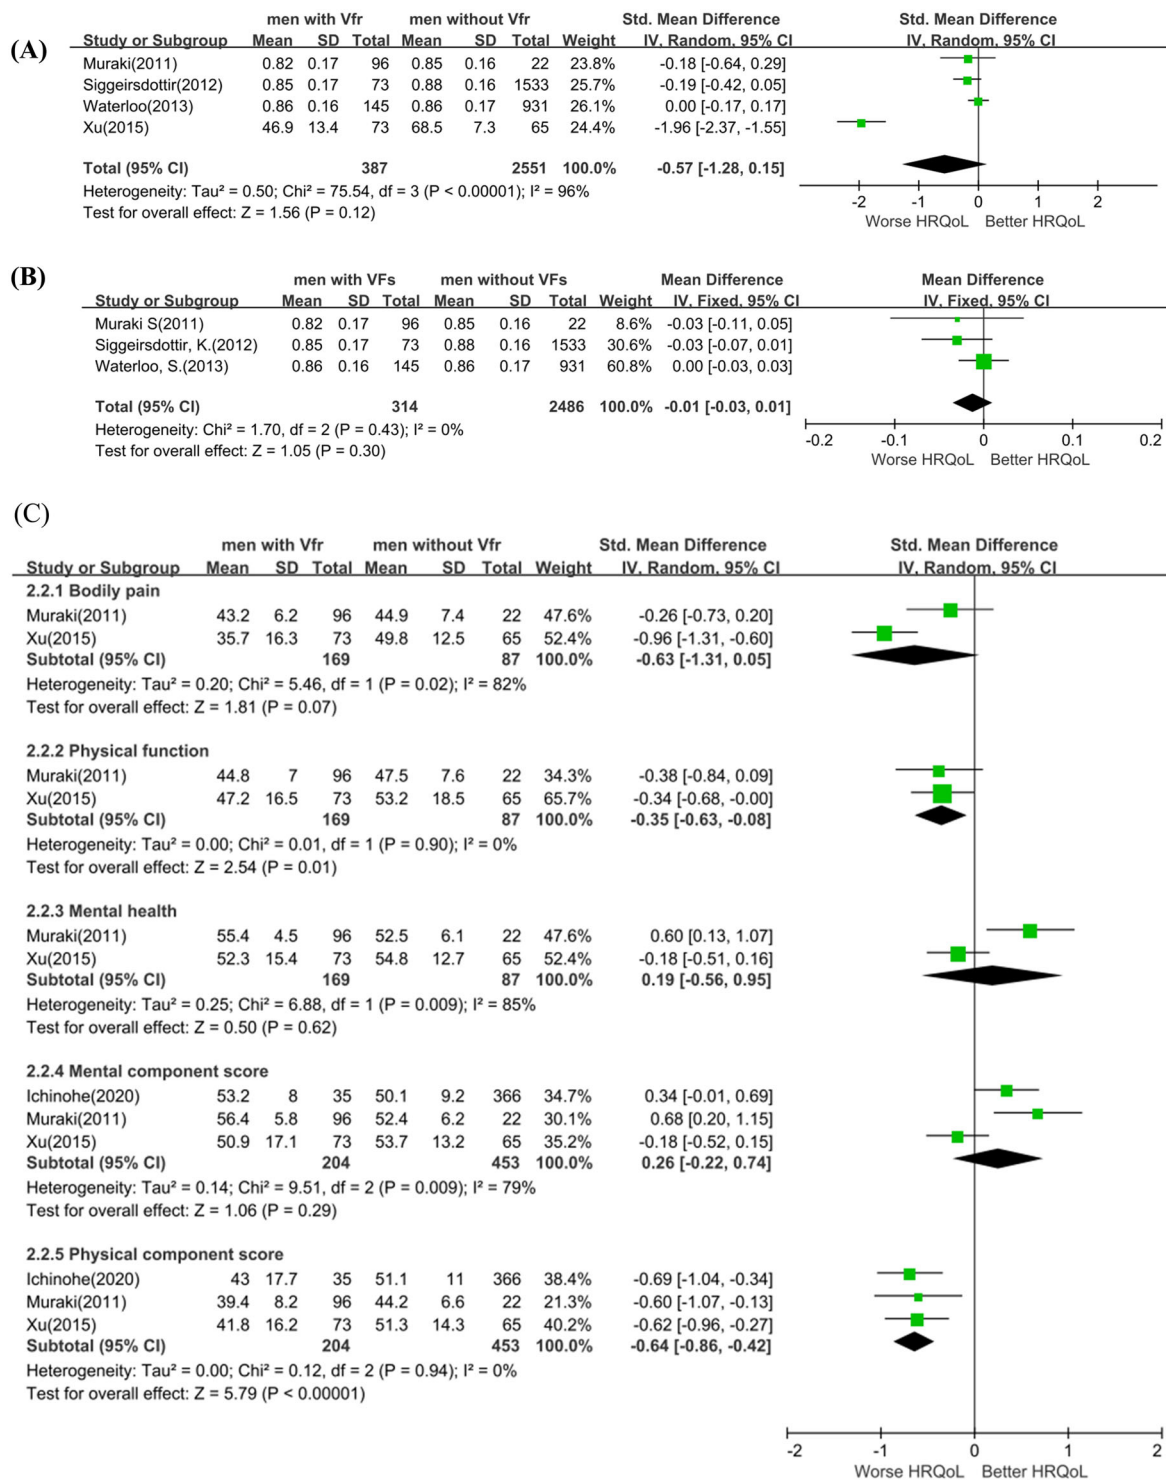 (A)
men with Vfr men without Vfr Std. Mean Difference Std. Mean Difference
Study or Subgroup Mean SD Total Mean SD Total Weight IV, Random, 95% CI IV, Random, 95% CI
Muraki(2011) 0.82 0.17 96 0.85 0.16 22 23.8% -0.18 [-0.64, 0.29]
Siggeirsdottir(2012) 0.85 0.17 73 0.88 0.16 1533 25.7% -0.19 [-0.42, 0.05]
Waterloo(2013) 0.86 0.16 145 0.86 0.17 931 26.1% 0.00 [-0.17, 0.17]
Xu(2015) 46.9 13.4 73 68.5 7.3 65 24.4% -1.96 [-2.37, -1.55]
Total (95% CI) 387 2551 100.0% -0.57 [-1.28, 0.15]
Heterogeneity: Tau² = 0.50; Chi² = 75.54, df = 3 (P < 0.00001); I² = 96%
Test for overall effect: Z = 1.56 (P = 0.12)
-2 -1 0 1 2
Worse HRQoL Better HRQoL
(B)
men with VFs men without VFs Mean Difference Mean Difference
Study or Subgroup Mean SD Total Mean SD Total Weight IV, Fixed, 95% CI IV, Fixed, 95% CI
Muraki S(2011) 0.82 0.17 96 0.85 0.16 22 8.6% -0.03 [-0.11, 0.05]
Siggeirsdottir, K.(2012) 0.85 0.17 73 0.88 0.16 1533 30.6% -0.03 [-0.07, 0.01]
Waterloo, S.(2013) 0.86 0.16 145 0.86 0.17 931 60.8% 0.00 [-0.03, 0.03]
Total (95% CI) 314 2486 100.0% -0.01 [-0.03, 0.01]
Heterogeneity: Chi² = 1.70, df = 2 (P = 0.43); I² = 0%
Test for overall effect: Z = 1.05 (P = 0.30)
-0.2 -0.1 0 0.1 0.2
Worse HRQoL Better HRQoL
(C)
men with Vfr men without Vfr Std. Mean Difference Std. Mean Difference
Study or Subgroup Mean SD Total Mean SD Total Weight IV, Random, 95% CI IV, Random, 95% CI
2.2.1 Bodily pain
Muraki(2011) 43.2 6.2 96 44.9 7.4 22 47.6% -0.26 [-0.73, 0.20]
Xu(2015) 35.7 16.3 73 49.8 12.5 65 52.4% -0.96 [-1.31, -0.60]
Subtotal (95% CI) 169 87 100.0% -0.63 [-1.31, 0.05]
Heterogeneity: Tau² = 0.20; Chi² = 5.46, df = 1 (P = 0.02); I² = 82%
Test for overall effect: Z = 1.81 (P = 0.07)
2.2.2 Physical function
Muraki(2011) 44.8 7 96 47.5 7.6 22 34.3% -0.38 [-0.84, 0.09]
Xu(2015) 47.2 16.5 73 53.2 18.5 65 65.7% -0.34 [-0.68, -0.00]
Subtotal (95% CI) 169 87 100.0% -0.35 [-0.63, -0.08]
Heterogeneity: Tau² = 0.00; Chi² = 0.01, df = 1 (P = 0.90); I² = 0%
Test for overall effect: Z = 2.54 (P = 0.01)
2.2.3 Mental health
Muraki(2011) 55.4 4.5 96 52.5 6.1 22 47.6% 0.60 [0.13, 1.07]
Xu(2015) 52.3 15.4 73 54.8 12.7 65 52.4% -0.18 [-0.51, 0.16]
Subtotal (95% CI) 169 87 100.0% 0.19 [-0.56, 0.95]
Heterogeneity: Tau² = 0.25; Chi² = 6.88, df = 1 (P = 0.009); I² = 85%
Test for overall effect: Z = 0.50 (P = 0.62)
2.2.4 Mental component score
Ichinohe(2020) 53.2 8 35 50.1 9.2 366 34.7% 0.34 [-0.01, 0.69]
Muraki(2011) 56.4 5.8 96 52.4 6.2 22 30.1% 0.68 [0.20, 1.15]
Xu(2015) 50.9 17.1 73 53.7 13.2 65 35.2% -0.18 [-0.52, 0.15]
Subtotal (95% CI) 204 453 100.0% 0.26 [-0.22, 0.74]
Heterogeneity: Tau² = 0.14; Chi² = 9.51, df = 2 (P = 0.009); I² = 79%
Test for overall effect: Z = 1.06 (P = 0.29)
2.2.5 Physical component score
Ichinohe(2020) 43 17.7 35 51.1 11 366 38.4% -0.69 [-1.04, -0.34]
Muraki(2011) 39.4 8.2 96 44.2 6.6 22 21.3% -0.60 [-1.07, -0.13]
Xu(2015) 41.8 16.2 73 51.3 14.3 65 40.2% -0.62 [-0.96, -0.27]
Subtotal (95% CI) 204 453 100.0% -0.64 [-0.86, -0.42]
Heterogeneity: Tau² = 0.00; Chi² = 0.12, df = 2 (P = 0.94); I² = 0%
Test for overall effect: Z = 5.79 (P < 0.00001)
-2 -1 0 1 2
Worse HRQoL Better HRQoL